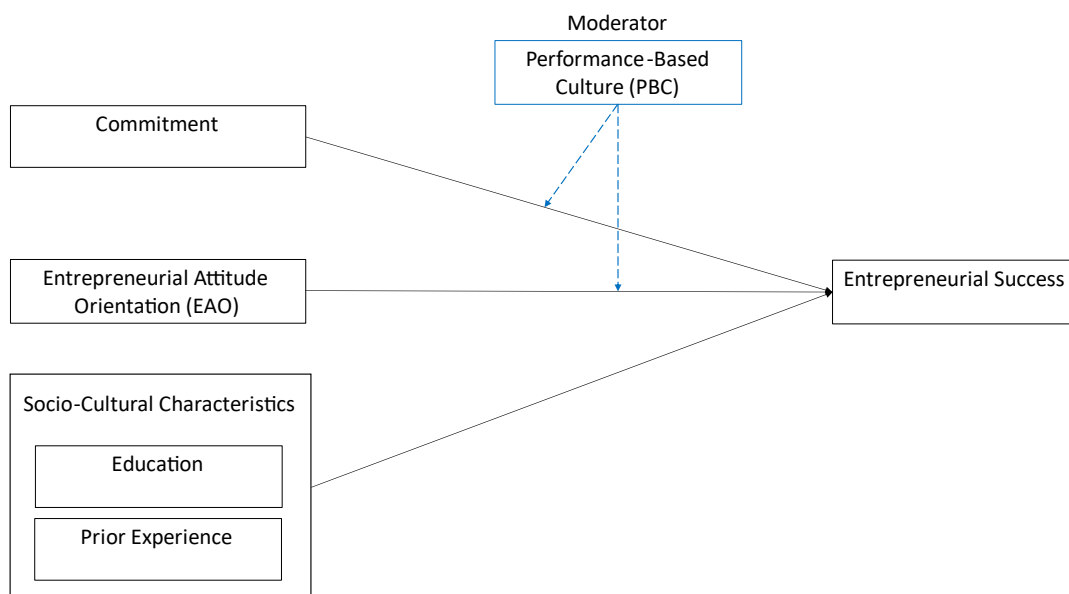 Moderator
Performance-Based
Culture (PBC)
Commitment
Entrepreneurial Attitude
Orientation (EAO)
Entrepreneurial Success
Socio-Cultural Characteristics
Education
Prior Experience